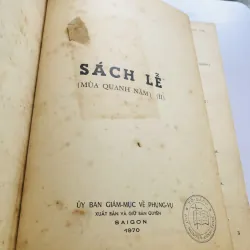 SÁCH LỄ
(MÙA QUANH NĂM)
ỦY BAN GIÁM-MỤC VỀ PHỤNG-VỤ
XUẤT BẢN VÀ GIỮ BẢN QUYỀN
SAIGON
1970